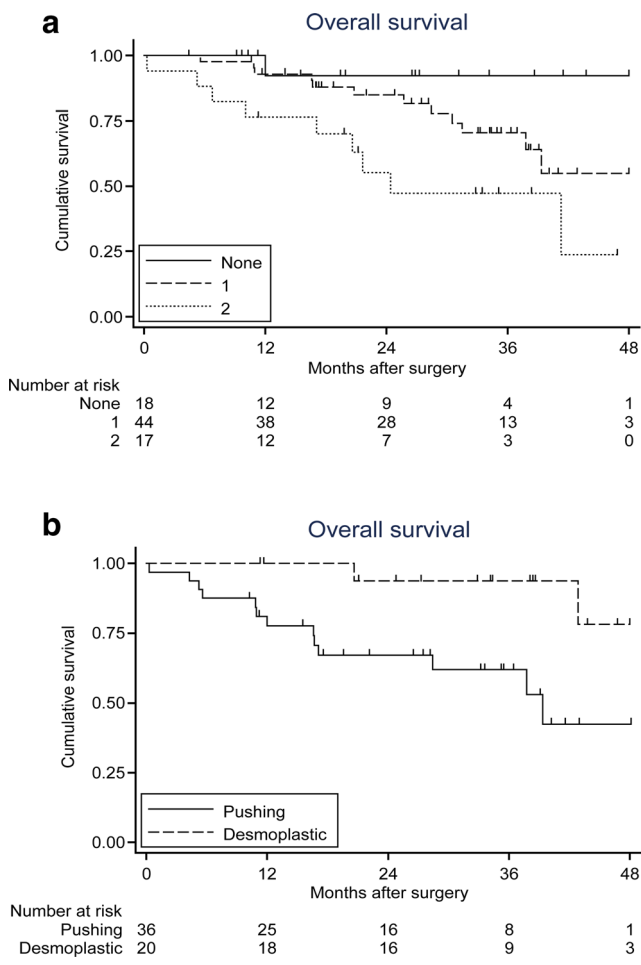 a
Overall survival
1.00
0.75
0.50
0.25
0.00
Cumulative survival
None
1
2
0 12 24 36 48
Months after surgery
Number at risk
None 18 12 9 4 1
1 44 38 28 13 3
2 17 12 7 3 0
b
Overall survival
1.00
0.75
0.50
0.25
0.00
Cumulative survival
Pushing
Desmoplastic
0 12 24 36 48
Months after surgery
Number at risk
Pushing 36 25 16 8 1
Desmoplastic 20 18 16 9 3